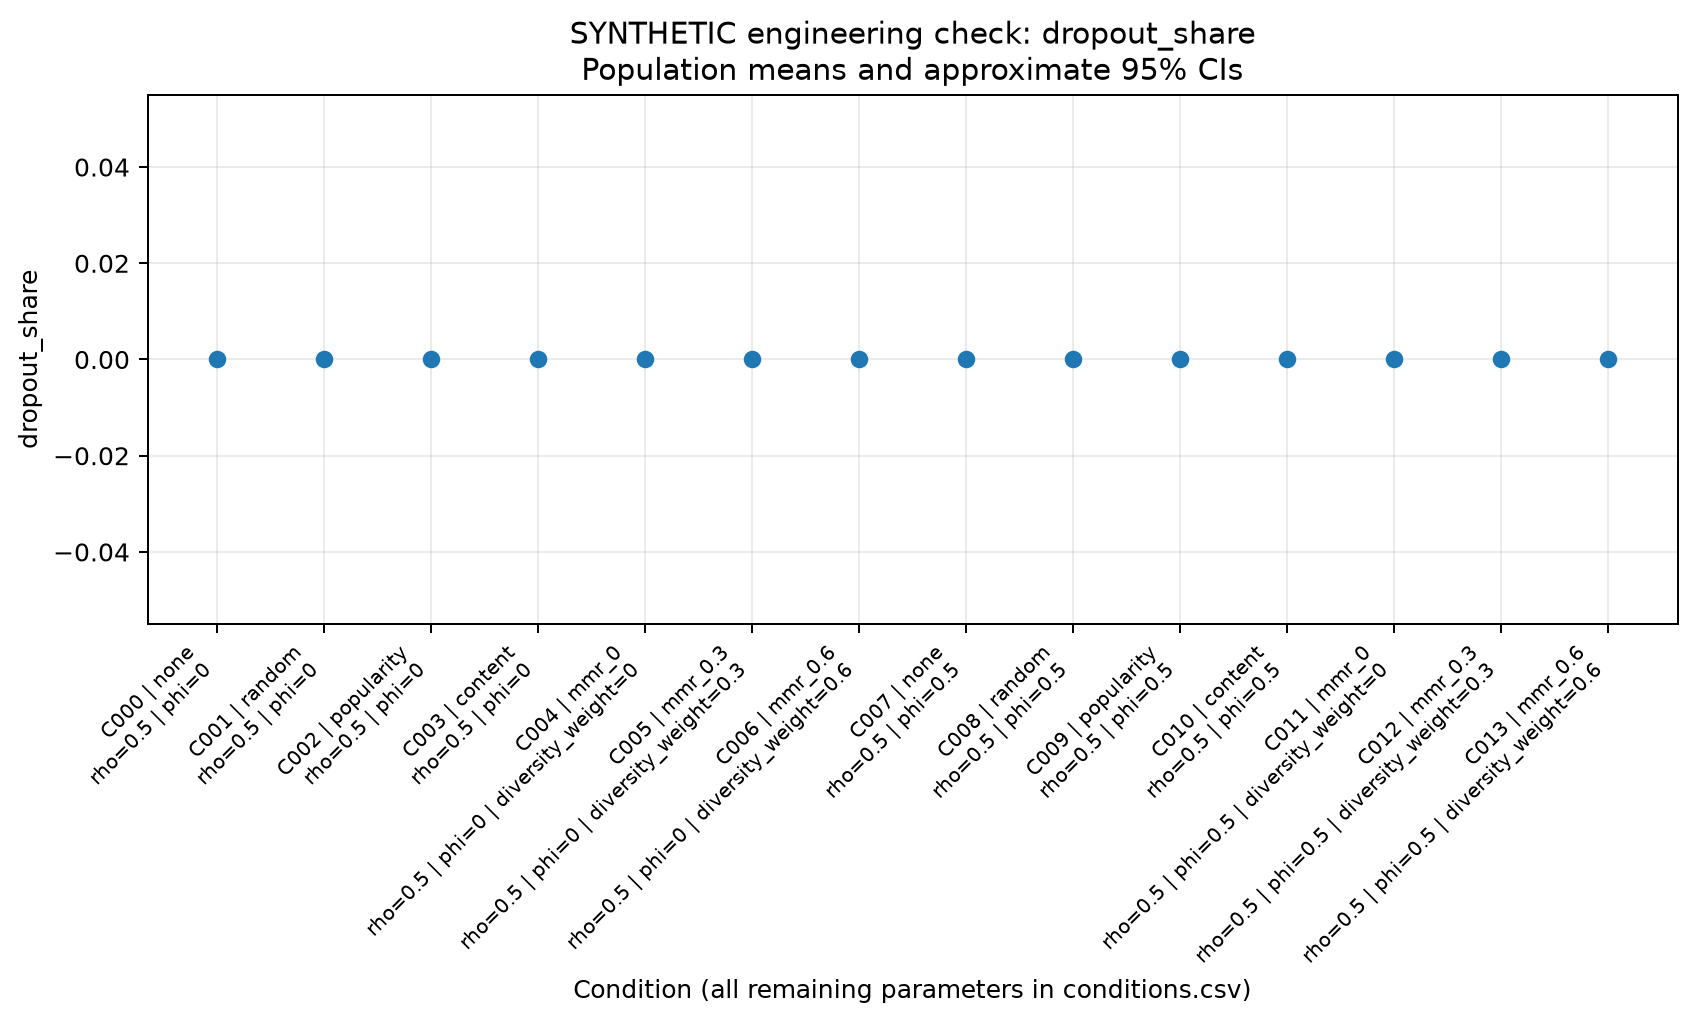 SYNTHETIC engineering check: dropout_share
Population means and approximate 95% CIs
dropout_share
0.04
0.02
0.00
−0.02
−0.04
C000 | none
rho=0.5 | phi=0
C001 | random
rho=0.5 | phi=0
C002 | popularity
rho=0.5 | phi=0
C003 | content
rho=0.5 | phi=0
C004 | mmr_0
rho=0.5 | phi=0 | diversity_weight=0
C005 | mmr_0.3
rho=0.5 | phi=0 | diversity_weight=0.3
C006 | mmr_0.6
rho=0.5 | phi=0 | diversity_weight=0.6
C007 | none
rho=0.5 | phi=0.5
C008 | random
rho=0.5 | phi=0.5
C009 | popularity
rho=0.5 | phi=0.5
C010 | content
rho=0.5 | phi=0.5
C011 | mmr_0
rho=0.5 | phi=0.5 | diversity_weight=0
C012 | mmr_0.3
rho=0.5 | phi=0.5 | diversity_weight=0.3
C013 | mmr_0.6
rho=0.5 | phi=0.5 | diversity_weight=0.6
Condition (all remaining parameters in conditions.csv)